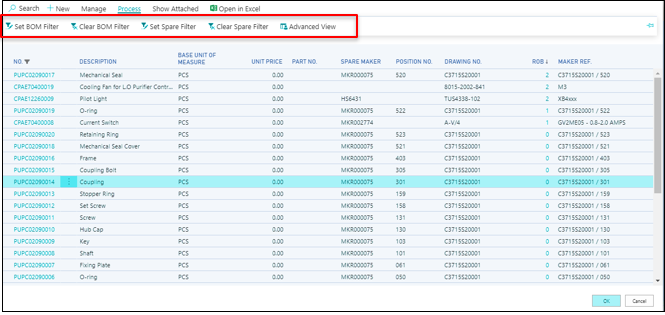 Search + New Manage Process Show Attached Open in Excel
Set BOM Filter Clear BOM Filter Set Spare Filter Clear Spare Filter Advanced View
NO. DESCRIPTION BASE UNIT OF MEASURE UNIT PRICE PART NO. SPARE MAKER POSITION NO. DRAWING NO. ROB↓ MAKER REF.
PUPC02090017 Mechanical Seal PCS 0.00 MKR000075 520 C3715S20001 2 C3715S20001 / 520
CPAE70400019 Cooling Fan for L.O Purifier Contr... PCS 0.00 8015-2002-841 2 M3
CPAE12260009 Pilot Light PCS 0.00 HS6431 TUS4338-102 2 XB4xxx
PUPC02090019 O-ring PCS 0.00 MKR000075 522 C3715S20001 1 C3715S20001 / 522
CPAE70400008 Current Switch PCS 0.00 MKR002774 A-V/4 1 GV2ME05 - 0.8-2.0 AMPS
PUPC02090020 Retaining Ring PCS 0.00 MKR000075 523 C3715S20001 0 C3715S20001 / 523
PUPC02090018 Mechanical Seal Cover PCS 0.00 MKR000075 521 C3715S20001 0 C3715S20001 / 521
PUPC02090016 Frame PCS 0.00 MKR000075 403 C3715S20001 0 C3715S20001 / 403
PUPC02090015 Coupling Bolt PCS 0.00 MKR000075 305 C3715S20001 0 C3715S20001 / 305
PUPC02090014 Coupling PCS 0.00 MKR000075 301 C3715S20001 0 C3715S20001 / 301
PUPC02090013 Stopper Ring PCS 0.00 MKR000075 159 C3715S20001 0 C3715S20001 / 159
PUPC02090012 Set Screw PCS 0.00 MKR000075 158 C3715S20001 0 C3715S20001 / 158
PUPC02090011 Screw PCS 0.00 MKR000075 131 C3715S20001 0 C3715S20001 / 131
PUPC02090010 Hub Cap PCS 0.00 MKR000075 130 C3715S20001 0 C3715S20001 / 130
PUPC02090009 Key PCS 0.00 MKR000075 103 C3715S20001 0 C3715S20001 / 103
PUPC02090008 Shaft PCS 0.00 MKR000075 101 C3715S20001 0 C3715S20001 / 101
PUPC02090007 Fixing Plate PCS 0.00 MKR000075 061 C3715S20001 0 C3715S20001 / 061
PUPC02090006 O-ring PCS 0.00 MKR000075 050 C3715S20001 0 C3715S20001 / 050
OK Cancel